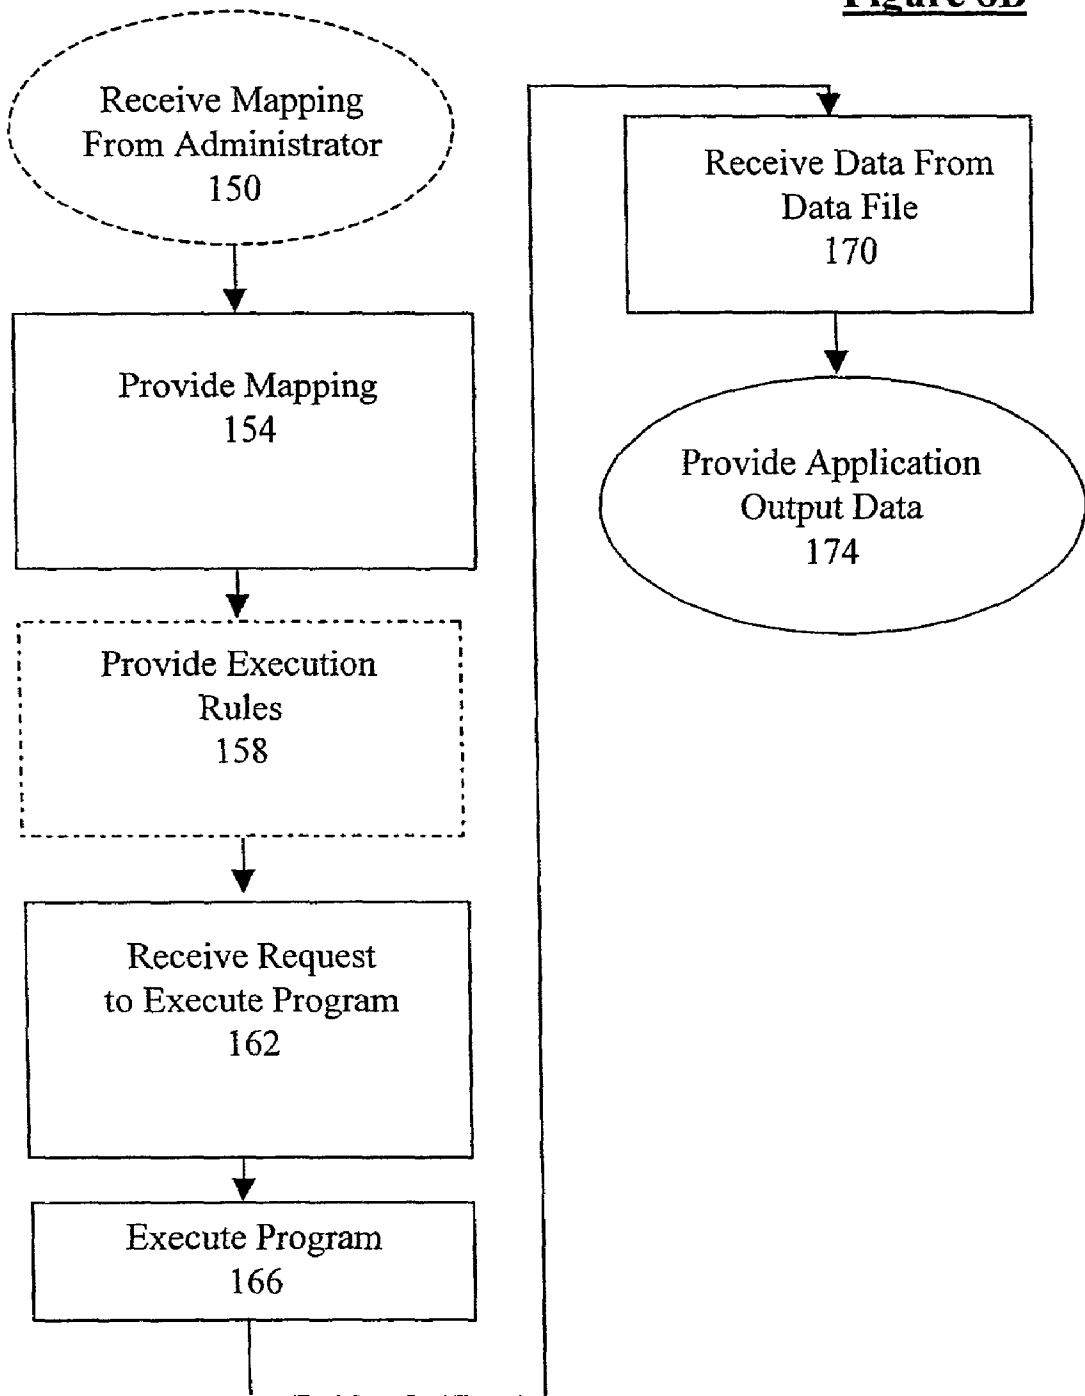 Receive Mapping
From Administrator
150
Provide Mapping
154
Provide Execution
Rules
158
Receive Request
to Execute Program
162
Execute Program
166
Receive Data From
Data File
170
Provide Application
Output Data
174